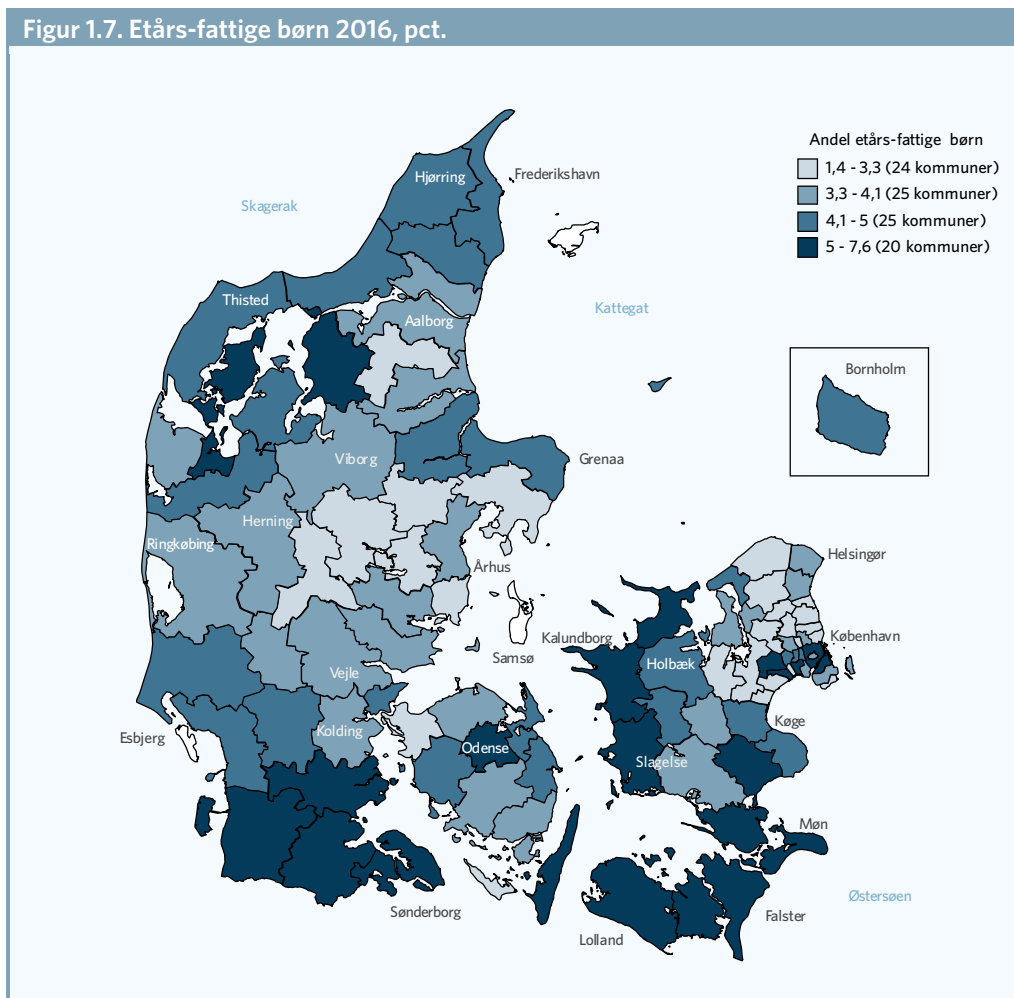 Figur 1.7. Etårs-fattige børn 2016, pct.
Andel etårs-fattige børn
1,4 - 3,3 (24 kommuner)
3,3 - 4,1 (25 kommuner)
4,1 - 5 (25 kommuner)
5 - 7,6 (20 kommuner)
Hjørring
Frederikshavn
Skagerak
Thisted
Kattegat
Aalborg
Bornholm
Viborg
Grenaa
Herning
Ringkøbing
Århus
Helsingør
Kalundborg
København
Samsø
Holbæk
Vejle
Køge
Esbjerg
Kolding
Odense
Slagelse
Møn
Østersøen
Sønderborg
Falster
Lolland